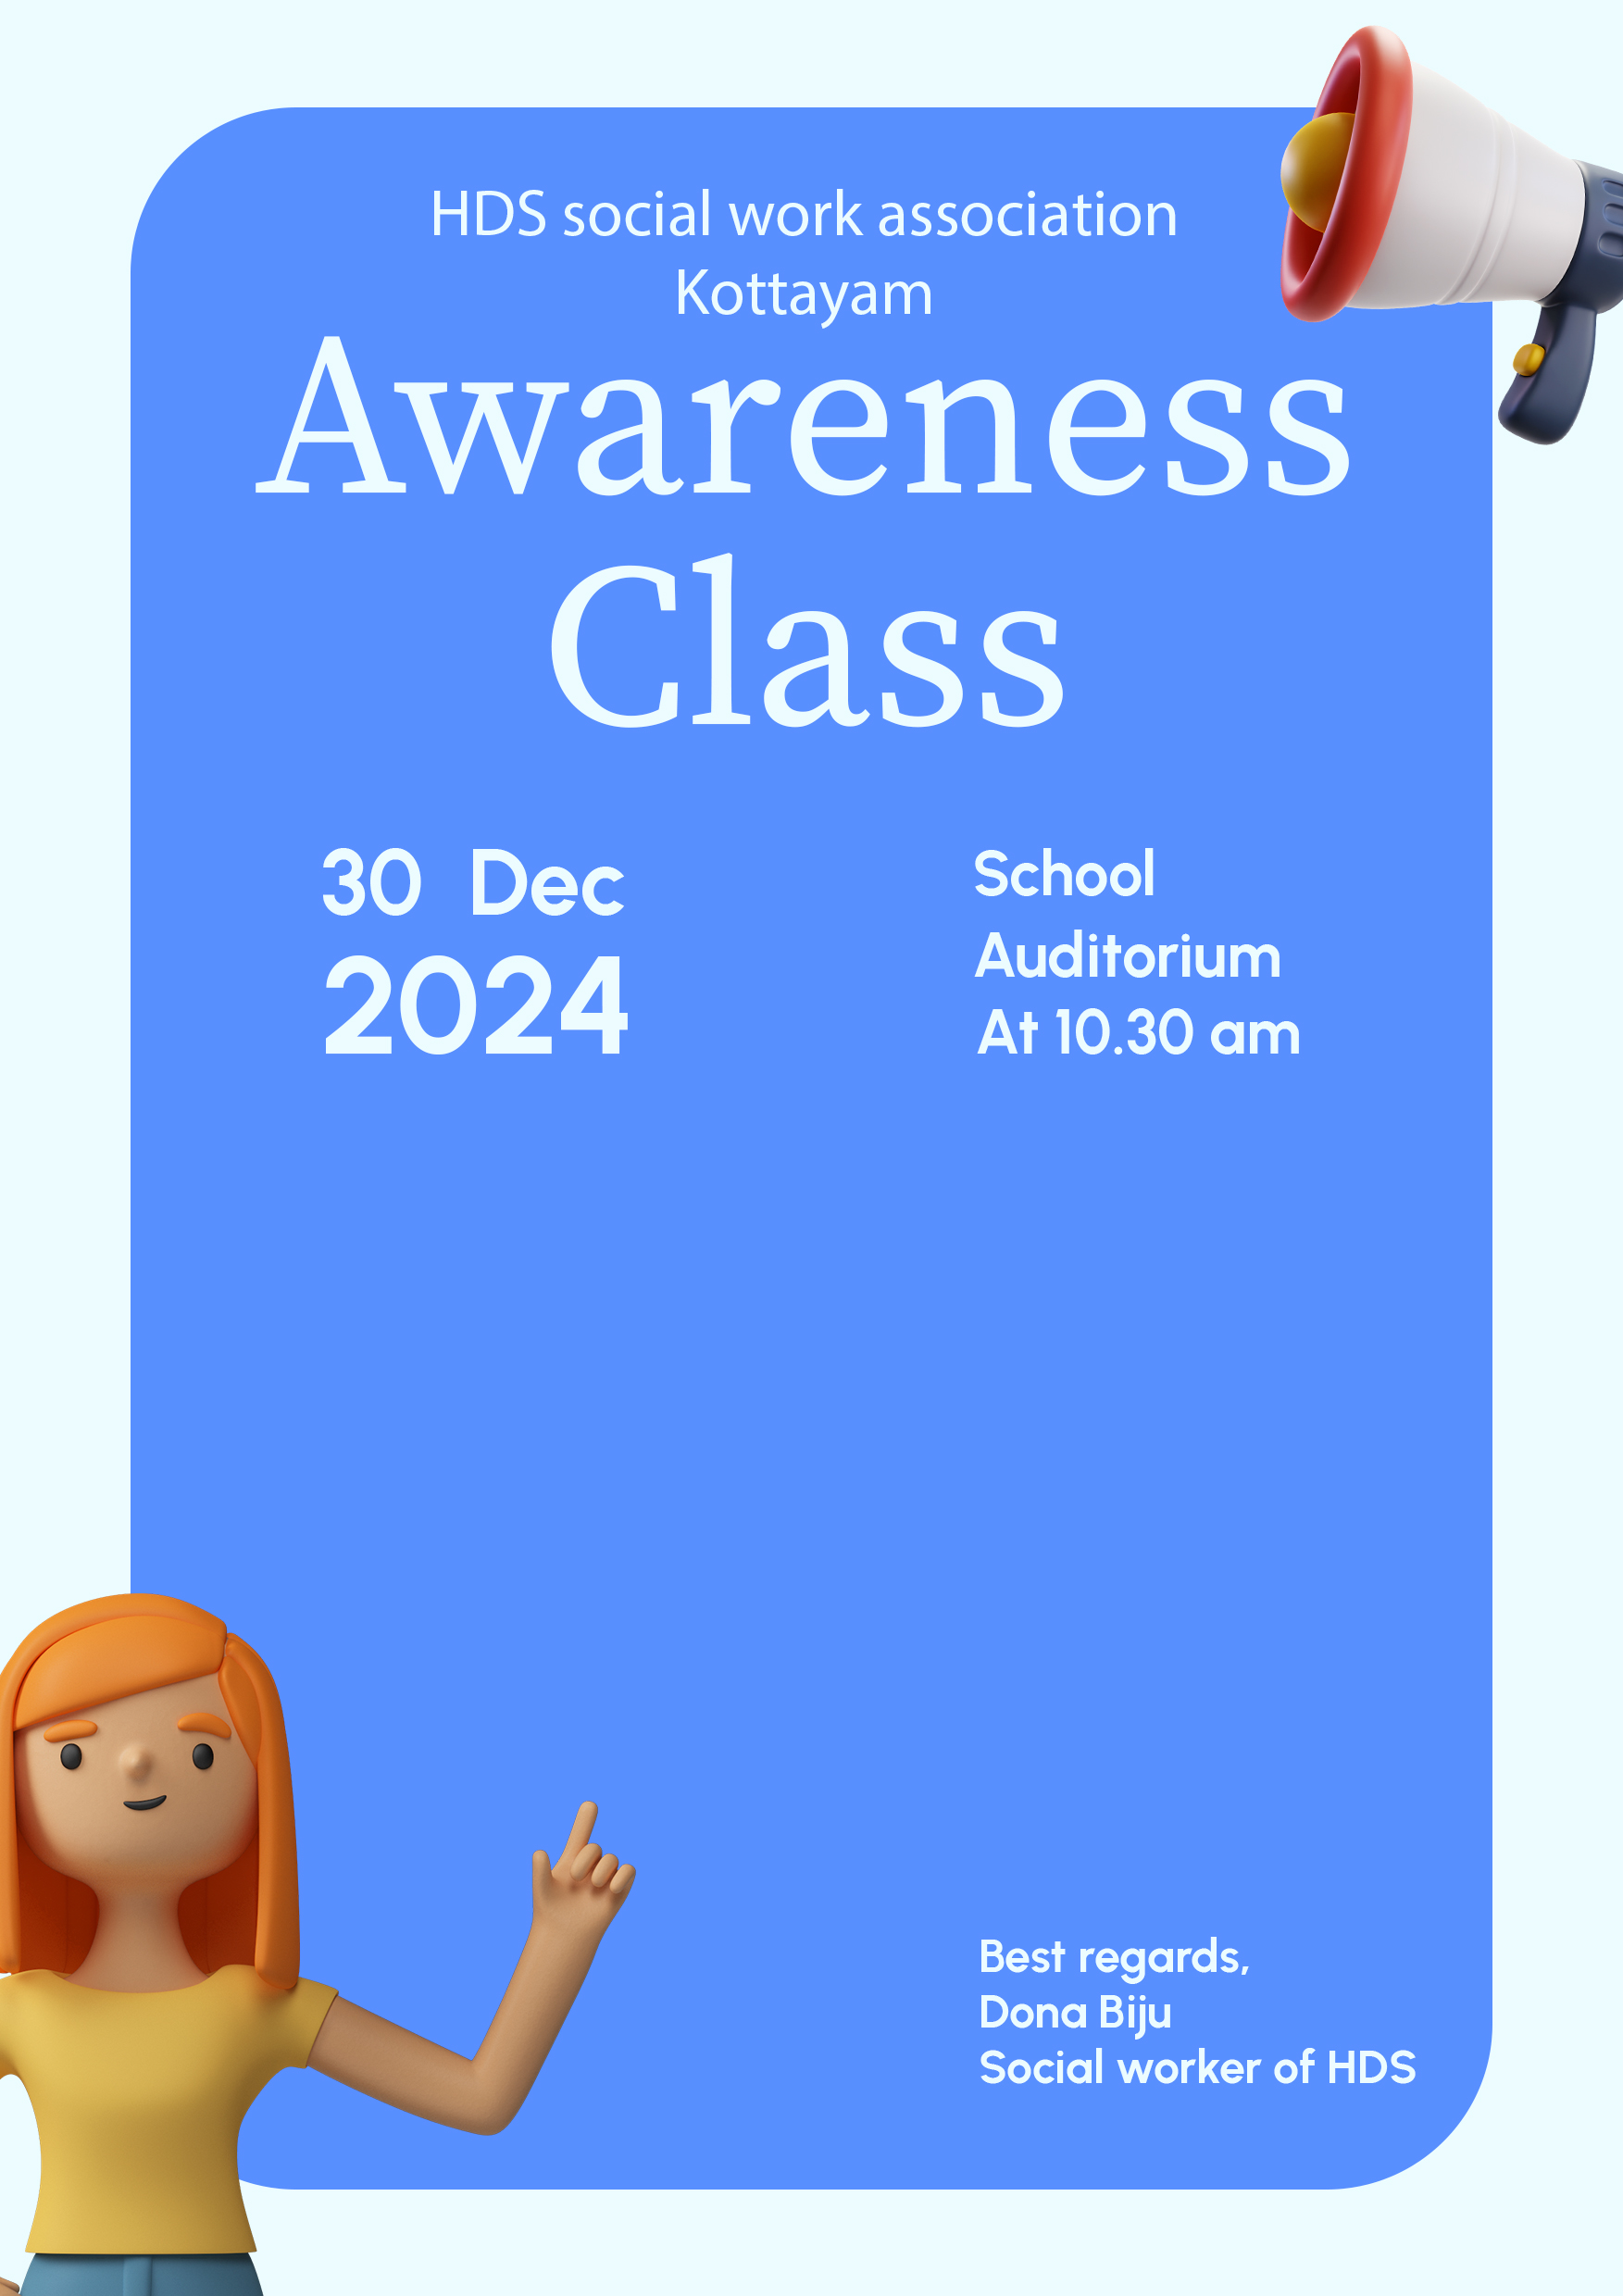 HDS social work association
Kottayam
Awareness
Class
30 Dec
2024
School
Auditorium
At 10.30 am
Best regards,
Dona Biju
Social worker of HDS